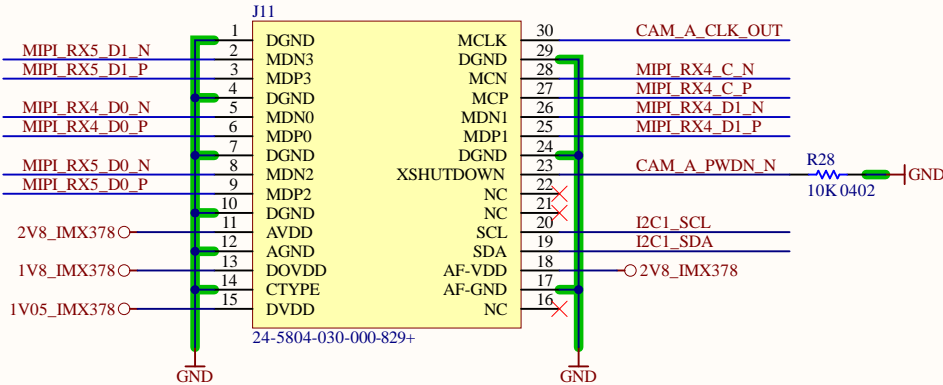 J11
1 DGND MCLK 30 CAM_A_CLK_OUT
MIPI_RX5_D1_N 2 MDN3 DGND 29
MIPI_RX5_D1_P 3 MDP3 MCN 28 MIPI_RX4_C_N
4 DGND MCP 27 MIPI_RX4_C_P
MIPI_RX4_D0_N 5 MDN0 MDN1 26 MIPI_RX4_D1_N
MIPI_RX4_D0_P 6 MDP0 MDP1 25 MIPI_RX4_D1_P
7 DGND DGND 24
MIPI_RX5_D0_N 8 MDN2 XSHUTDOWN 23 CAM_A_PWDN_N R28 GND
10K 0402
MIPI_RX5_D0_P 9 MDP2 NC 22
10 DGND NC 21
2V8_IMX378 11 AVDD SCL 20 I2C1_SCL
12 AGND SDA 19 I2C1_SDA
1V8_IMX378 13 DOVDD AF-VDD 18 2V8_IMX378
14 CTYPE AF-GND 17
1V05_IMX378 15 DVDD NC 16
24-5804-030-000-829+
GND GND